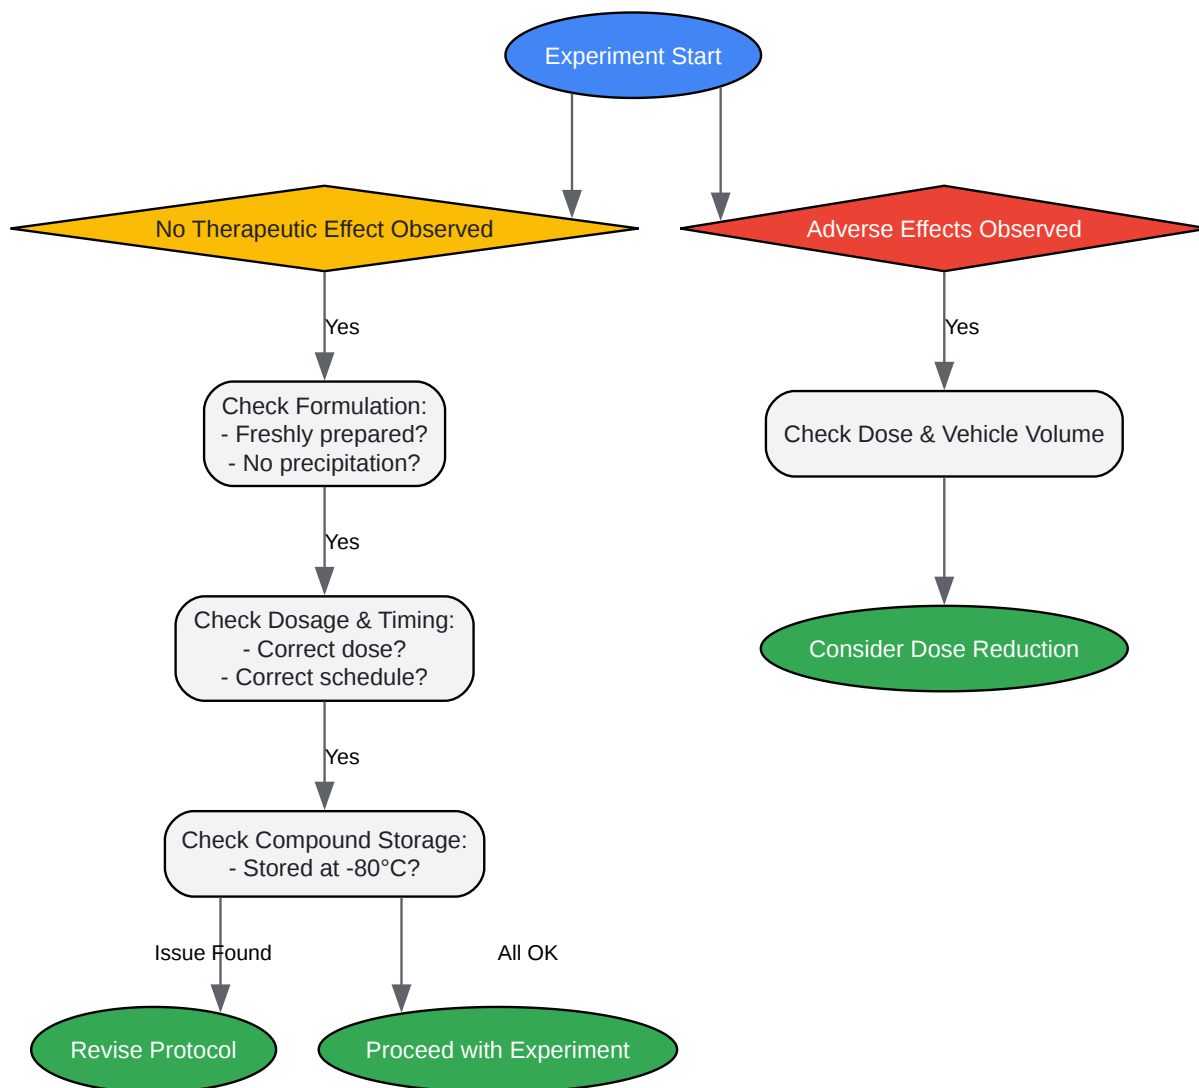 Experiment Start
No Therapeutic Effect Observed
Adverse Effects Observed
Yes
Yes
Check Formulation:
- Freshly prepared?
- No precipitation?
Check Dose & Vehicle Volume
Yes
Check Dosage & Timing:
- Correct dose?
- Correct schedule?
Consider Dose Reduction
Yes
Check Compound Storage:
- Stored at -80°C?
Issue Found
All OK
Revise Protocol
Proceed with Experiment